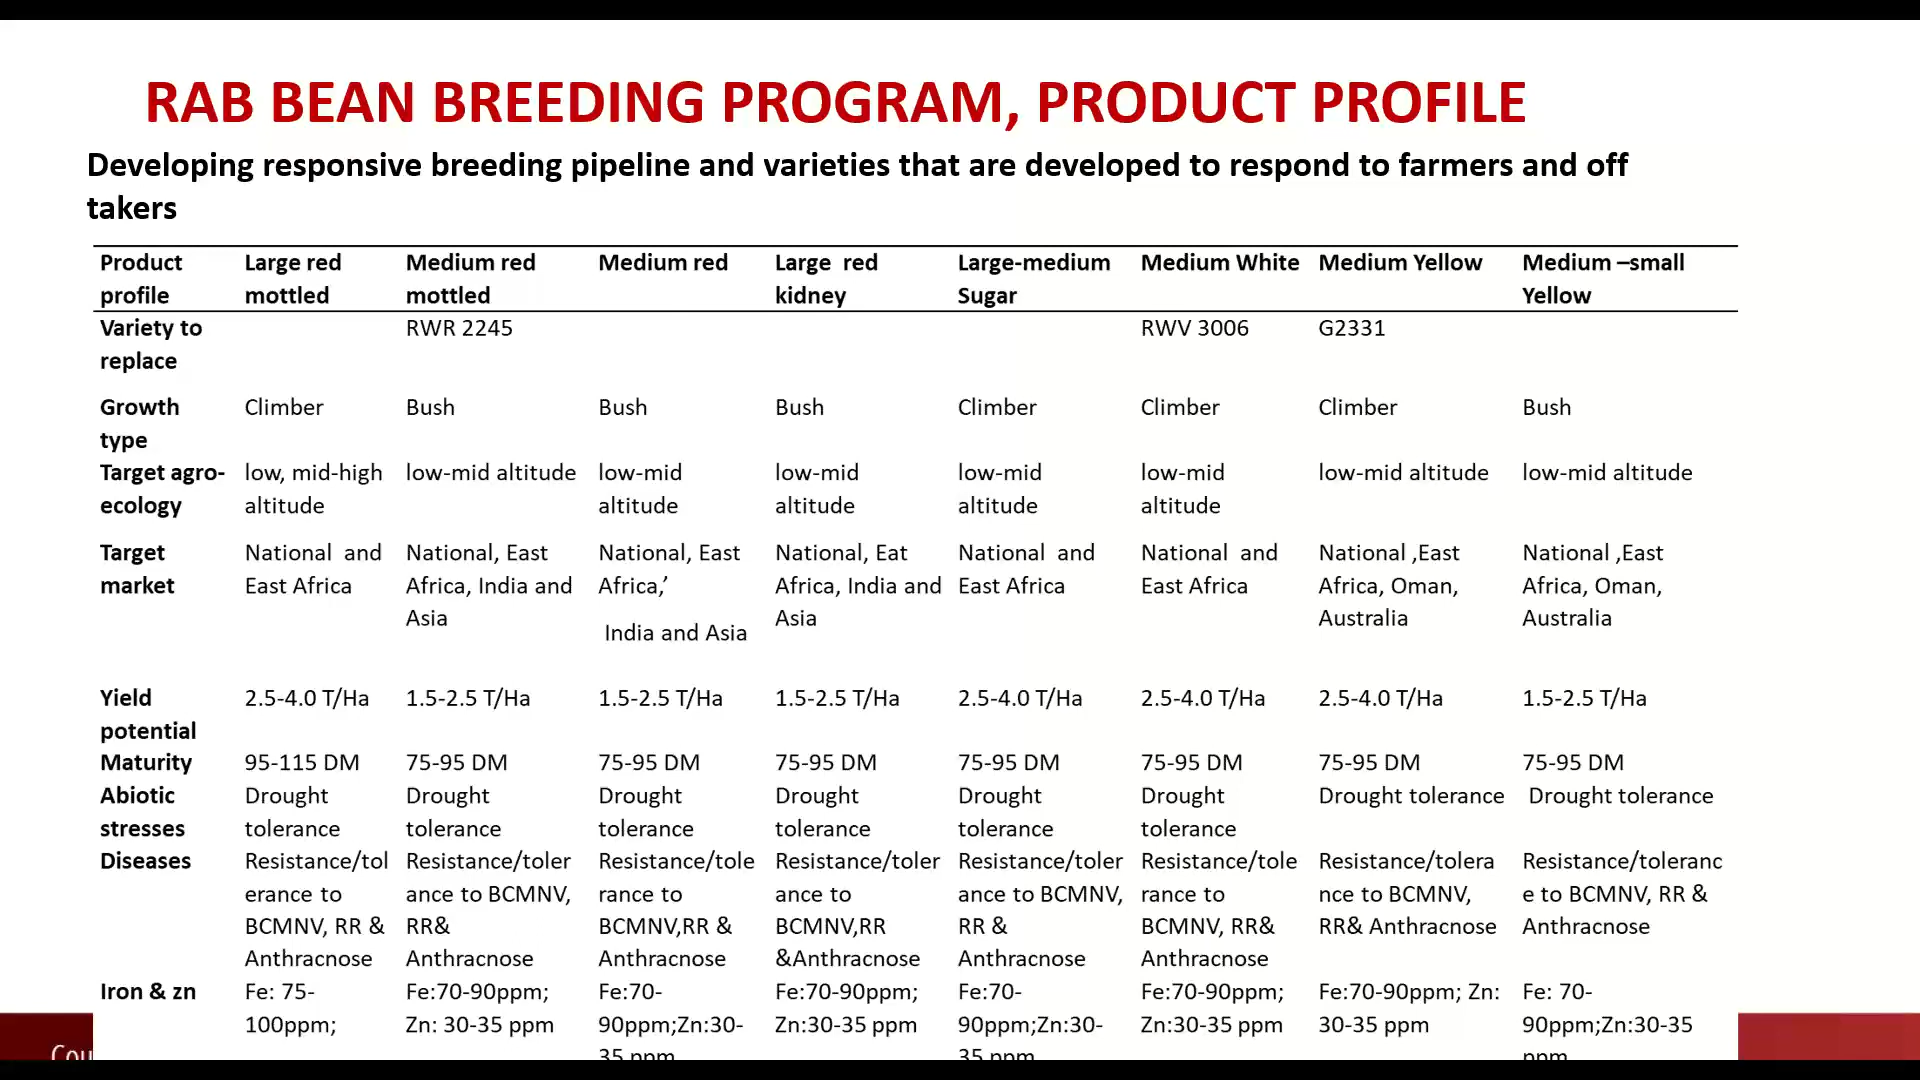 RAB BEAN BREEDING PROGRAM, PRODUCT PROFILE
Developing responsive breeding pipeline and varieties that are developed to respond to farmers and off
takers
Product profile | Large red mottled | Medium red mottled | Medium red | Large red kidney | Large-medium Sugar | Medium White | Medium Yellow | Medium –small Yellow
Variety to replace | | RWR 2245 | | | | RWV 3006 | G2331 |
Growth type | Climber | Bush | Bush | Bush | Climber | Climber | Climber | Bush
Target agro-ecology | low, mid-high altitude | low-mid altitude | low-mid altitude | low-mid altitude | low-mid altitude | low-mid altitude | low-mid altitude | low-mid altitude
Target market | National and East Africa | National, East Africa, India and Asia | National, East Africa,’ India and Asia | National, Eat Africa, India and Asia | National and East Africa | National and East Africa | National ,East Africa, Oman, Australia | National ,East Africa, Oman, Australia
Yield potential | 2.5-4.0 T/Ha | 1.5-2.5 T/Ha | 1.5-2.5 T/Ha | 1.5-2.5 T/Ha | 2.5-4.0 T/Ha | 2.5-4.0 T/Ha | 2.5-4.0 T/Ha | 1.5-2.5 T/Ha
Maturity | 95-115 DM | 75-95 DM | 75-95 DM | 75-95 DM | 75-95 DM | 75-95 DM | 75-95 DM | 75-95 DM
Abiotic stresses | Drought tolerance | Drought tolerance | Drought tolerance | Drought tolerance | Drought tolerance | Drought tolerance | Drought tolerance | Drought tolerance
Diseases | Resistance/tolerance to BCMNV, RR & Anthracnose | Resistance/tolerance to BCMNV, RR& Anthracnose | Resistance/tolerance to BCMNV,RR & Anthracnose | Resistance/tolerance to BCMNV,RR &Anthracnose | Resistance/tolerance to BCMNV, RR & Anthracnose | Resistance/tolerance to BCMNV, RR& Anthracnose | Resistance/tolerance to BCMNV, RR& Anthracnose | Resistance/tolerance to BCMNV, RR & Anthracnose
Iron & zn | Fe: 75-100ppm; | Fe:70-90ppm; Zn: 30-35 ppm | Fe:70-90ppm;Zn:30-35 ppm | Fe:70-90ppm; Zn:30-35 ppm | Fe:70-90ppm;Zn:30-35 ppm | Fe:70-90ppm; Zn:30-35 ppm | Fe:70-90ppm; Zn: 30-35 ppm | Fe: 70-90ppm;Zn:30-35 ppm